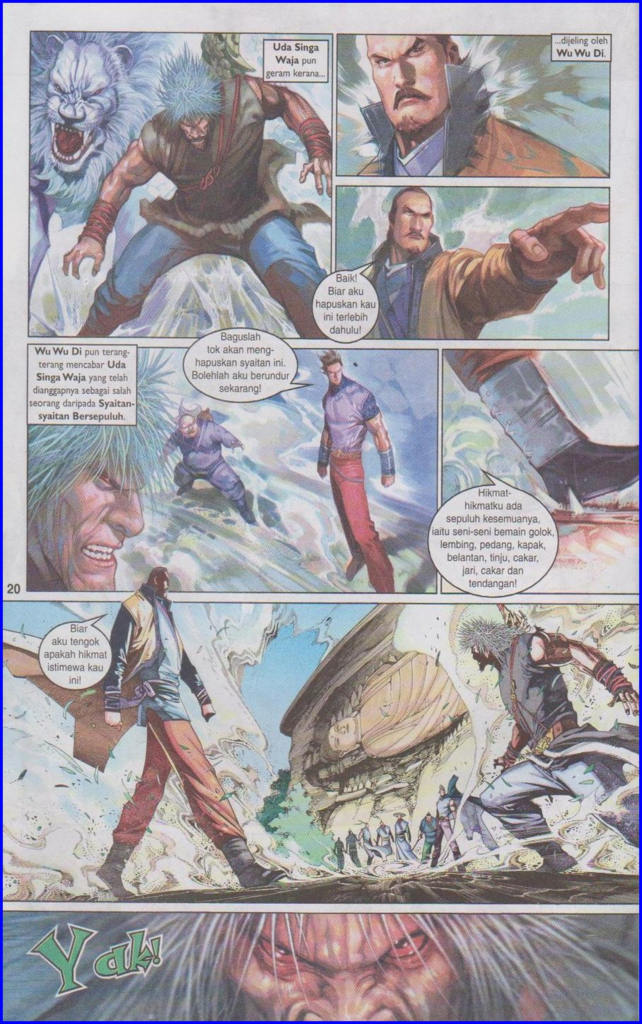 Uda Singa
Waja pun
geram kerana...
...dijeling oleh
Wu Wu Di.
Baik!
Biar aku
hapuskan kau
ini terlebih
dahulu!
Wu Wu Di pun terang-
terang mencabar Uda
Singa Waja yang telah
dianggapnya sebagai salah
seorang daripada Syaitan-
syaitan Bersepuluh.
Baguslah
tok akan meng-
hapuskan syaitan ini.
Bolehlah aku berundur
sekarang!
Hikmat-
hikmatku ada
sepuluh kesemuanya,
iaitu seni-seni bemain golok,
lembing, pedang, kapak,
belantan, tinju, cakar,
jari, cakar dan
tendangan!
20
Biar
aku tengok
apakah hikmat
istimewa kau
ini!
Yak!